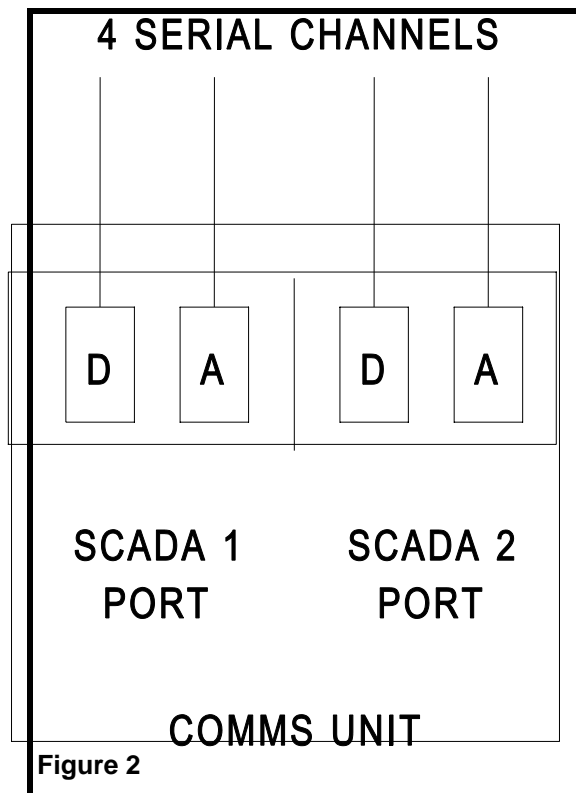 4 SERIAL CHANNELS
D A D A
SCADA 1 SCADA 2
PORT PORT
COMMS UNIT
Figure 2